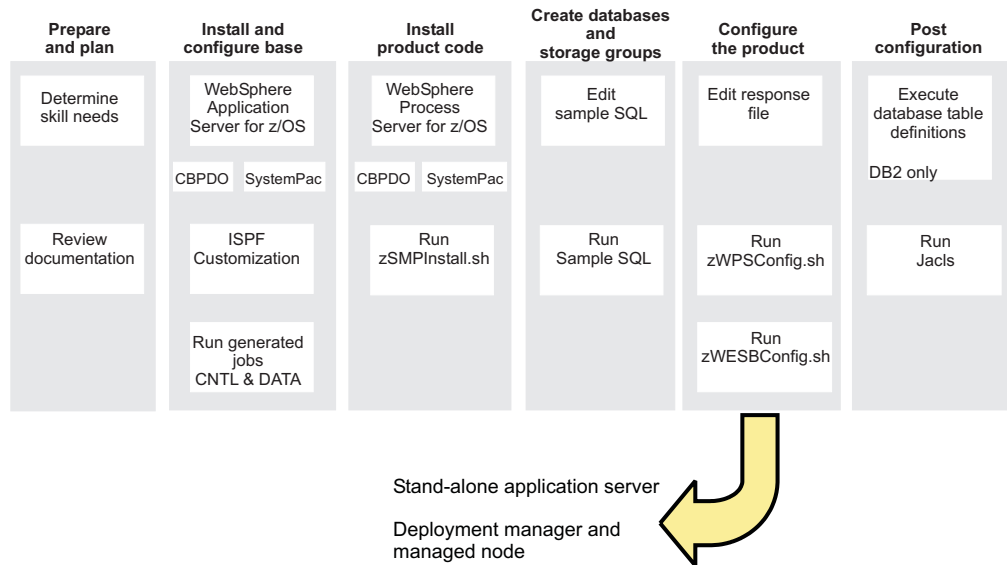 Prepare
and plan
Determine
skill needs
Review
documentation
Install and
configure base
WebSphere
Application
Server for z/OS
CBPDO
SystemPac
ISPF
Customization
Run generated
jobs
CNTL & DATA
Install
product code
WebSphere
Process
Server for z/OS
CBPDO
SystemPac
Run
zSMPInstall.sh
Create databases
and
storage groups
Edit
sample SQL
Run
Sample SQL
Configure
the product
Edit response
file
Run
zWPSConfig.sh
Run
zWESBConfig.sh
Post
configuration
Execute
database table
definitions
DB2 only
Run
Jacls
Stand-alone application server
Deployment manager and
managed node